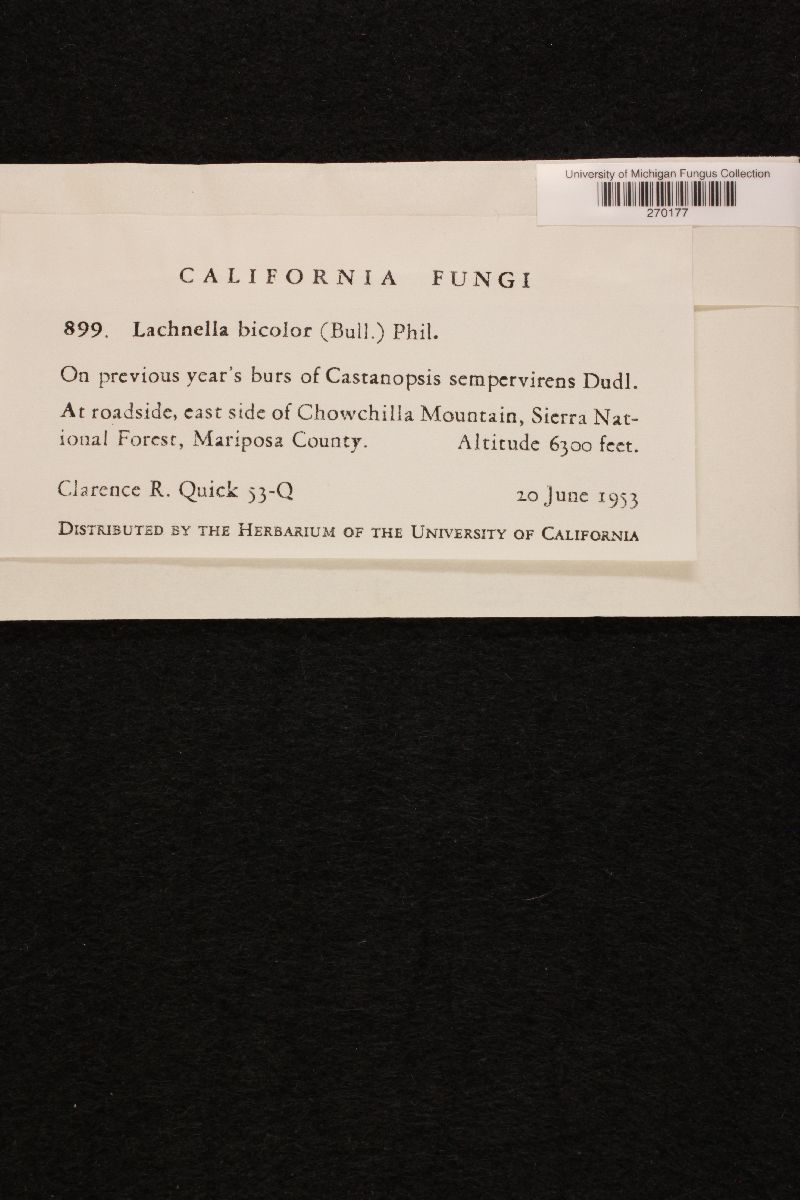 University of Michigan Fungus Collection
270177
CALIFORNIA FUNGI
899. Lachnella bicolor (Bull.) Phil.
On previous year's burs of Castanopsis sempervirens Dudl.
At roadside, east side of Chowchilla Mountain, Sierra Nat-
ional Forest, Mariposa County. Altitude 6300 feet.
Clarence R. Quick 53-Q 20 June 1953
DISTRIBUTED BY THE HERBARIUM OF THE UNIVERSITY OF CALIFORNIA